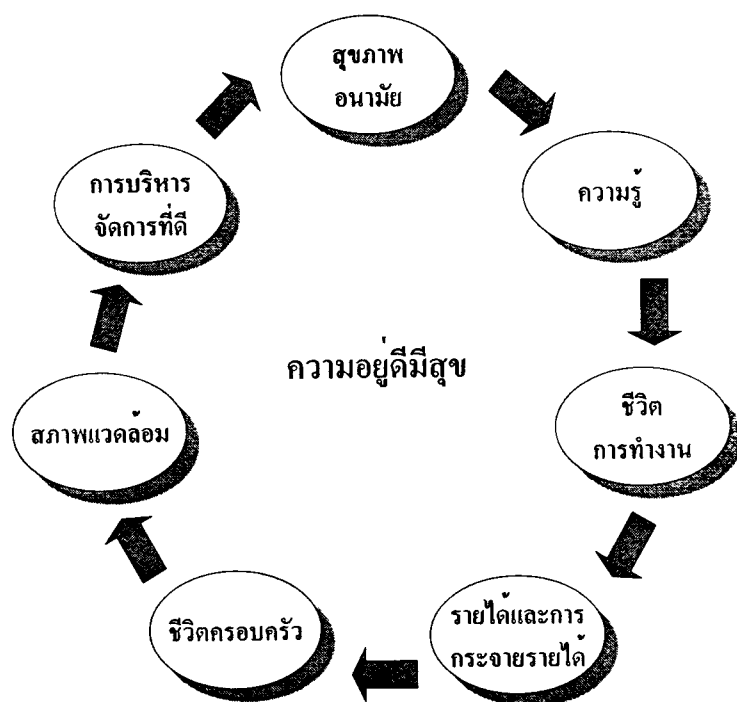 สุขภาพ
อนามัย
ความรู้
ชีวิต
การทำงาน
รายได้และการ
กระจายรายได้
ชีวิตครอบครัว
สภาพแวดล้อม
การบริหาร
จัดการที่ดี
ความอยู่ดีมีสุข